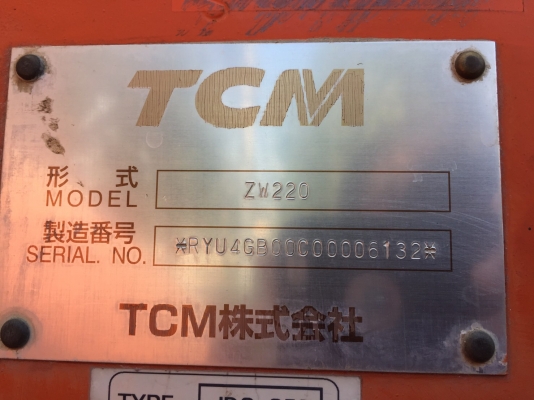 TCM
形式 ZW220
MODEL
製造番号 *RYU4GB00C00006132*
SERIAL. NO.
TCM株式会社
TYPE